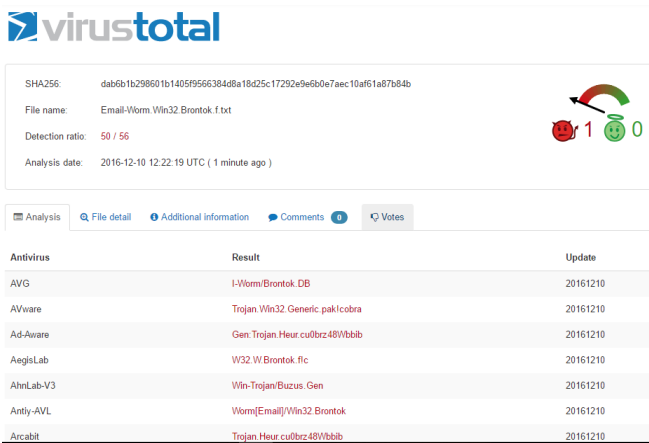 virustotal
SHA256: dab6b1b298601b1405f9566384d8a18d25c17292e9e6b0e7aec10af61a87b84b
File name: Email-Worm.Win32.Brontok.f.txt
Detection ratio: 50 / 56
Analysis date: 2016-12-10 12:22:19 UTC ( 1 minute ago )
1 0
Analysis File detail Additional information Comments 0 Votes
Antivirus Result Update
AVG I-Worm/Brontok.DB 20161210
AVware Trojan.Win32.Generic.pak!cobra 20161210
Ad-Aware Gen:Trojan.Heur.cu0brz48Wbbib 20161210
AegisLab W32.W.Brontok.f!c 20161210
AhnLab-V3 Win-Trojan/Buzus.Gen 20161210
Antiy-AVL Worm[Email]/Win32.Brontok 20161210
Arcabit Trojan.Heur.cu0brz48Wbbib 20161210